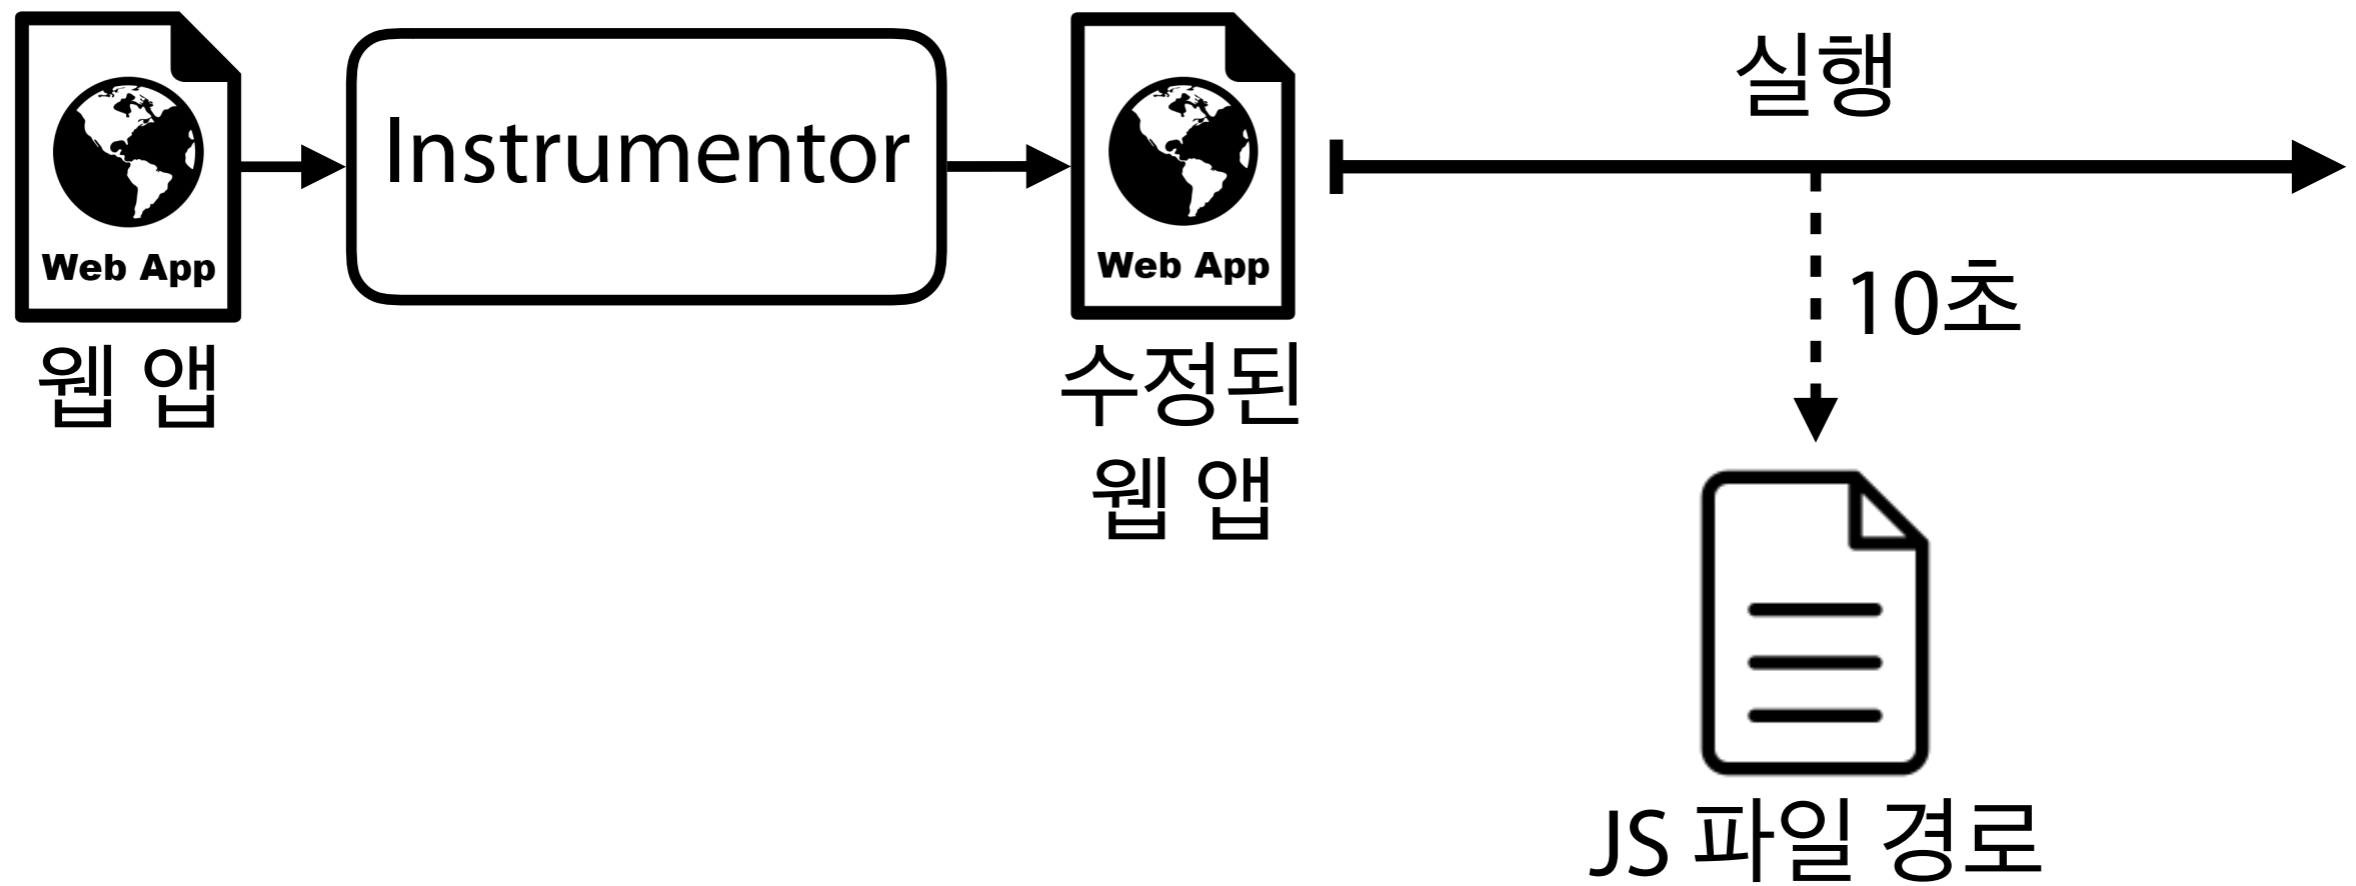 Web App
웹 앱
Instrumentor
Web App
수정된
웹 앱
실행
10초
JS 파일 경로